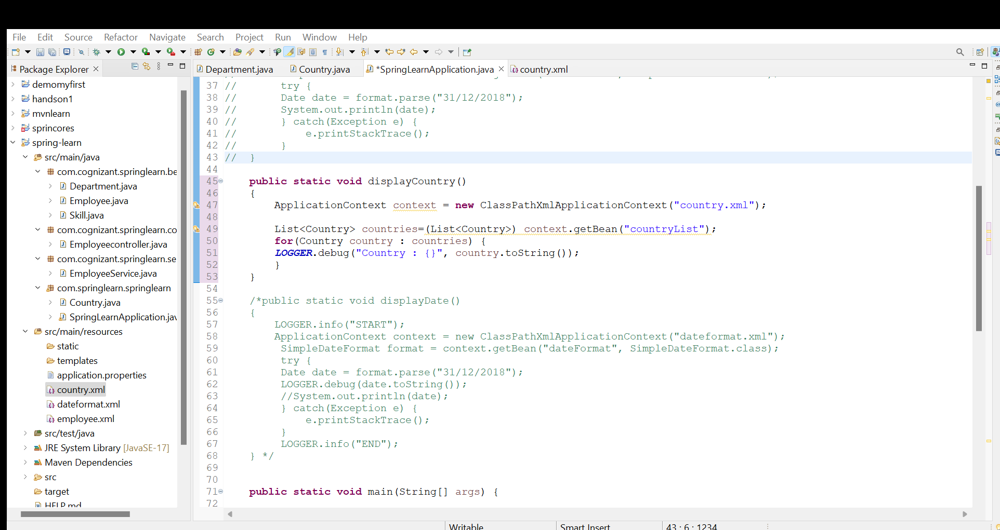 File Edit Source Refactor Navigate Search Project Run Window Help
Package Explorer
demomyfirst
handson1
mvnlearn
sprincores
spring-learn
src/main/java
com.cognizant.springlearn.be
Department.java
Employee.java
Skill.java
com.cognizant.springlearn.co
Employeecontroller.java
com.cognizant.springlearn.se
EmployeeService.java
com.springlearn.springlearn
Country.java
SpringLearnApplication.jav
src/main/resources
static
templates
application.properties
country.xml
dateformat.xml
employee.xml
src/test/java
JRE System Library [JavaSE-17]
Maven Dependencies
src
target
HELP.md
Department.java Country.java *SpringLearnApplication.java country.xml
37 // try {
38 // Date date = format.parse("31/12/2018");
39 // System.out.println(date);
40 // } catch(Exception e) {
41 // e.printStackTrace();
42 // }
43 // }
44
45 public static void displayCountry()
46 {
47 ApplicationContext context = new ClassPathXmlApplicationContext("country.xml");
48
49 List<Country> countries=(List<Country>) context.getBean("countryList");
50 for(Country country : countries) {
51 LOGGER.debug("Country : {}", country.toString());
52 }
53 }
54
55 /*public static void displayDate()
56 {
57 LOGGER.info("START");
58 ApplicationContext context = new ClassPathXmlApplicationContext("dateformat.xml");
59 SimpleDateFormat format = context.getBean("dateFormat", SimpleDateFormat.class);
60 try {
61 Date date = format.parse("31/12/2018");
62 LOGGER.debug(date.toString());
63 //System.out.println(date);
64 } catch(Exception e) {
65 e.printStackTrace();
66 }
67 LOGGER.info("END");
68 } */
69
70
71 public static void main(String[] args) {
72
Writable Smart Insert 43 : 6 : 1234